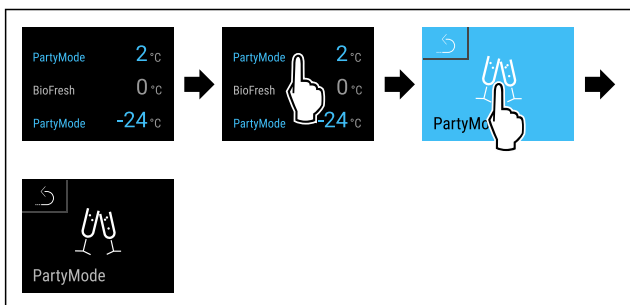 PartyMode 2 °C
BioFresh 0 °C
PartyMode -24 °C
PartyMode 2 °C
BioFresh 0 °C
PartyMode -24 °C
PartyMo
PartyMode